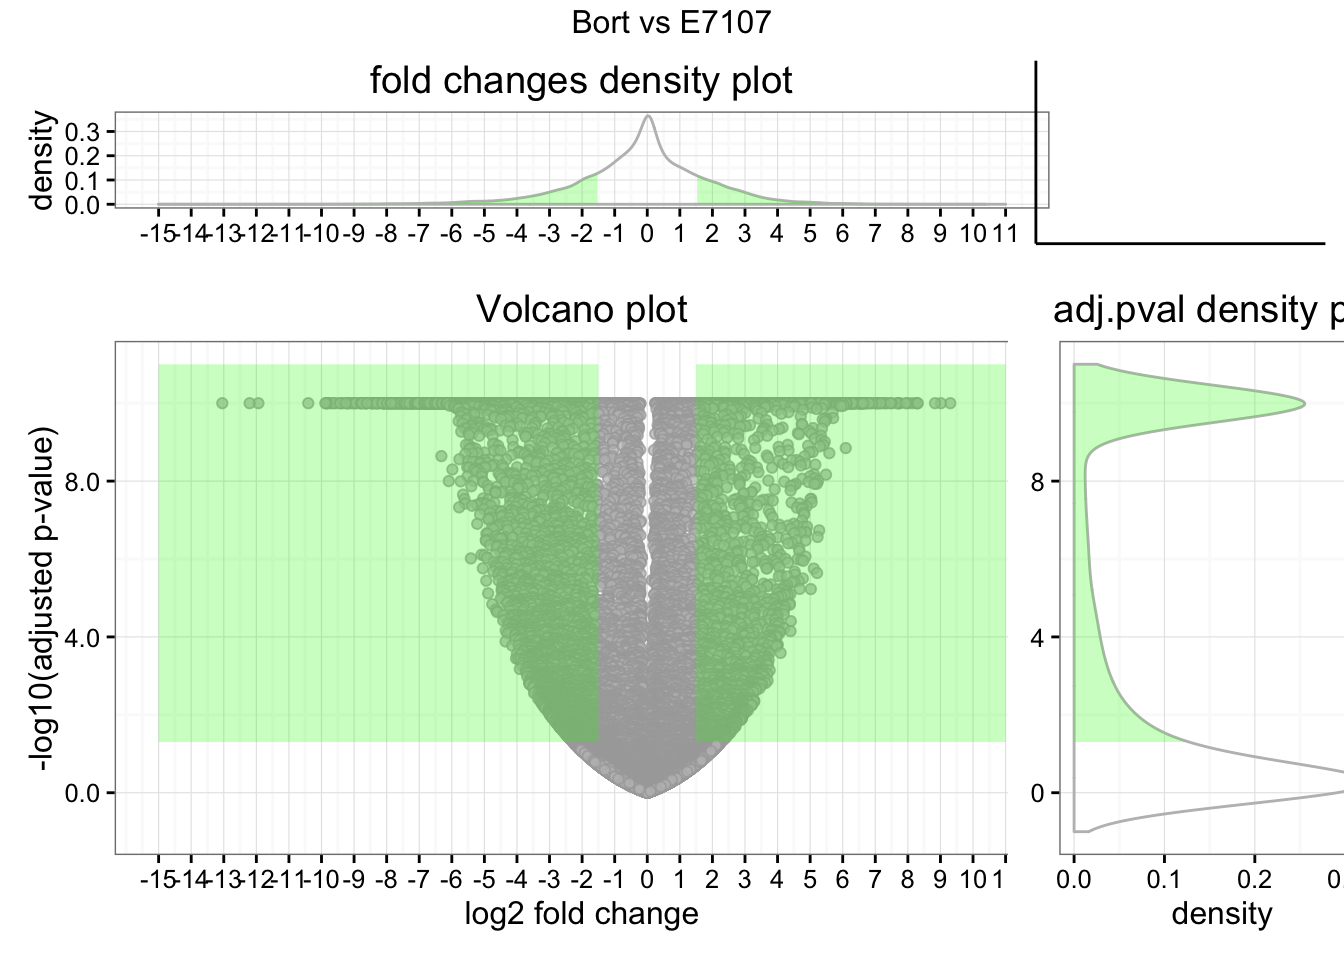 Bort vs E7107
fold changes density plot
density
0.3
0.2
0.1
0.0
-15 -14 -13 -12 -11 -10 -9 -8 -7 -6 -5 -4 -3 -2 -1 0 1 2 3 4 5 6 7 8 9 10 11
Volcano plot
-log10(adjusted p-value)
8.0
4.0
0.0
-15 -14 -13 -12 -11 -10 -9 -8 -7 -6 -5 -4 -3 -2 -1 0 1 2 3 4 5 6 7 8 9 10 1
log2 fold change
adj.pval density p
8
4
0
0.0 0.1 0.2 0
density